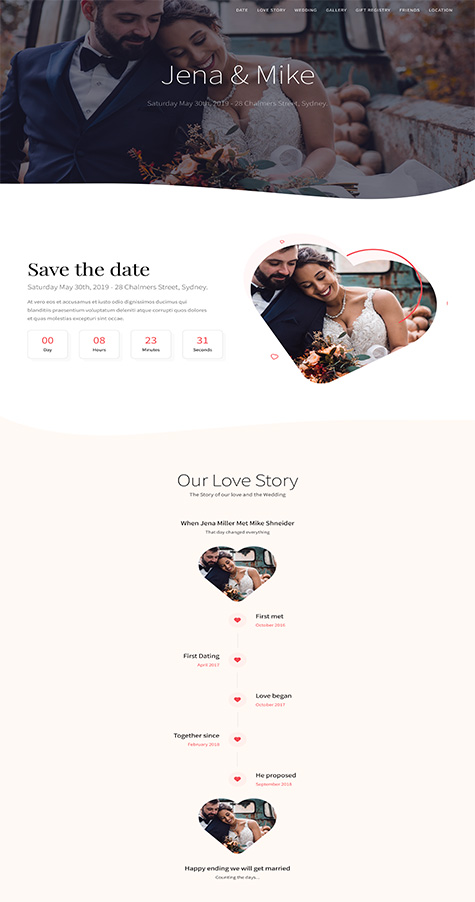 DATE LOVE STORY WEDDING GALLERY GIFT REGISTRY FRIENDS LOCATION
Jena & Mike
Saturday May 30th, 2019 - 28 Chalmers Street, Sydney.
Save the date
Saturday May 30th, 2019 - 28 Chalmers Street, Sydney.
At vero eos et accusamus et iusto odio dignissimos ducimus qui
blanditiis praesentium voluptatum deleniti atque corrupti quos dolores
et quas molestias excepturi sint occae.
00 08 23 31
Day Hours Minutes Seconds
Our Love Story
The Story of our love and the Wedding
When Jena Miller Met Mike Shneider
That day changed everything
First met
October 2016
First Dating
April 2017
Love began
October 2017
Together since
February 2018
He proposed
September 2018
Happy ending we will get married
Counting the days...